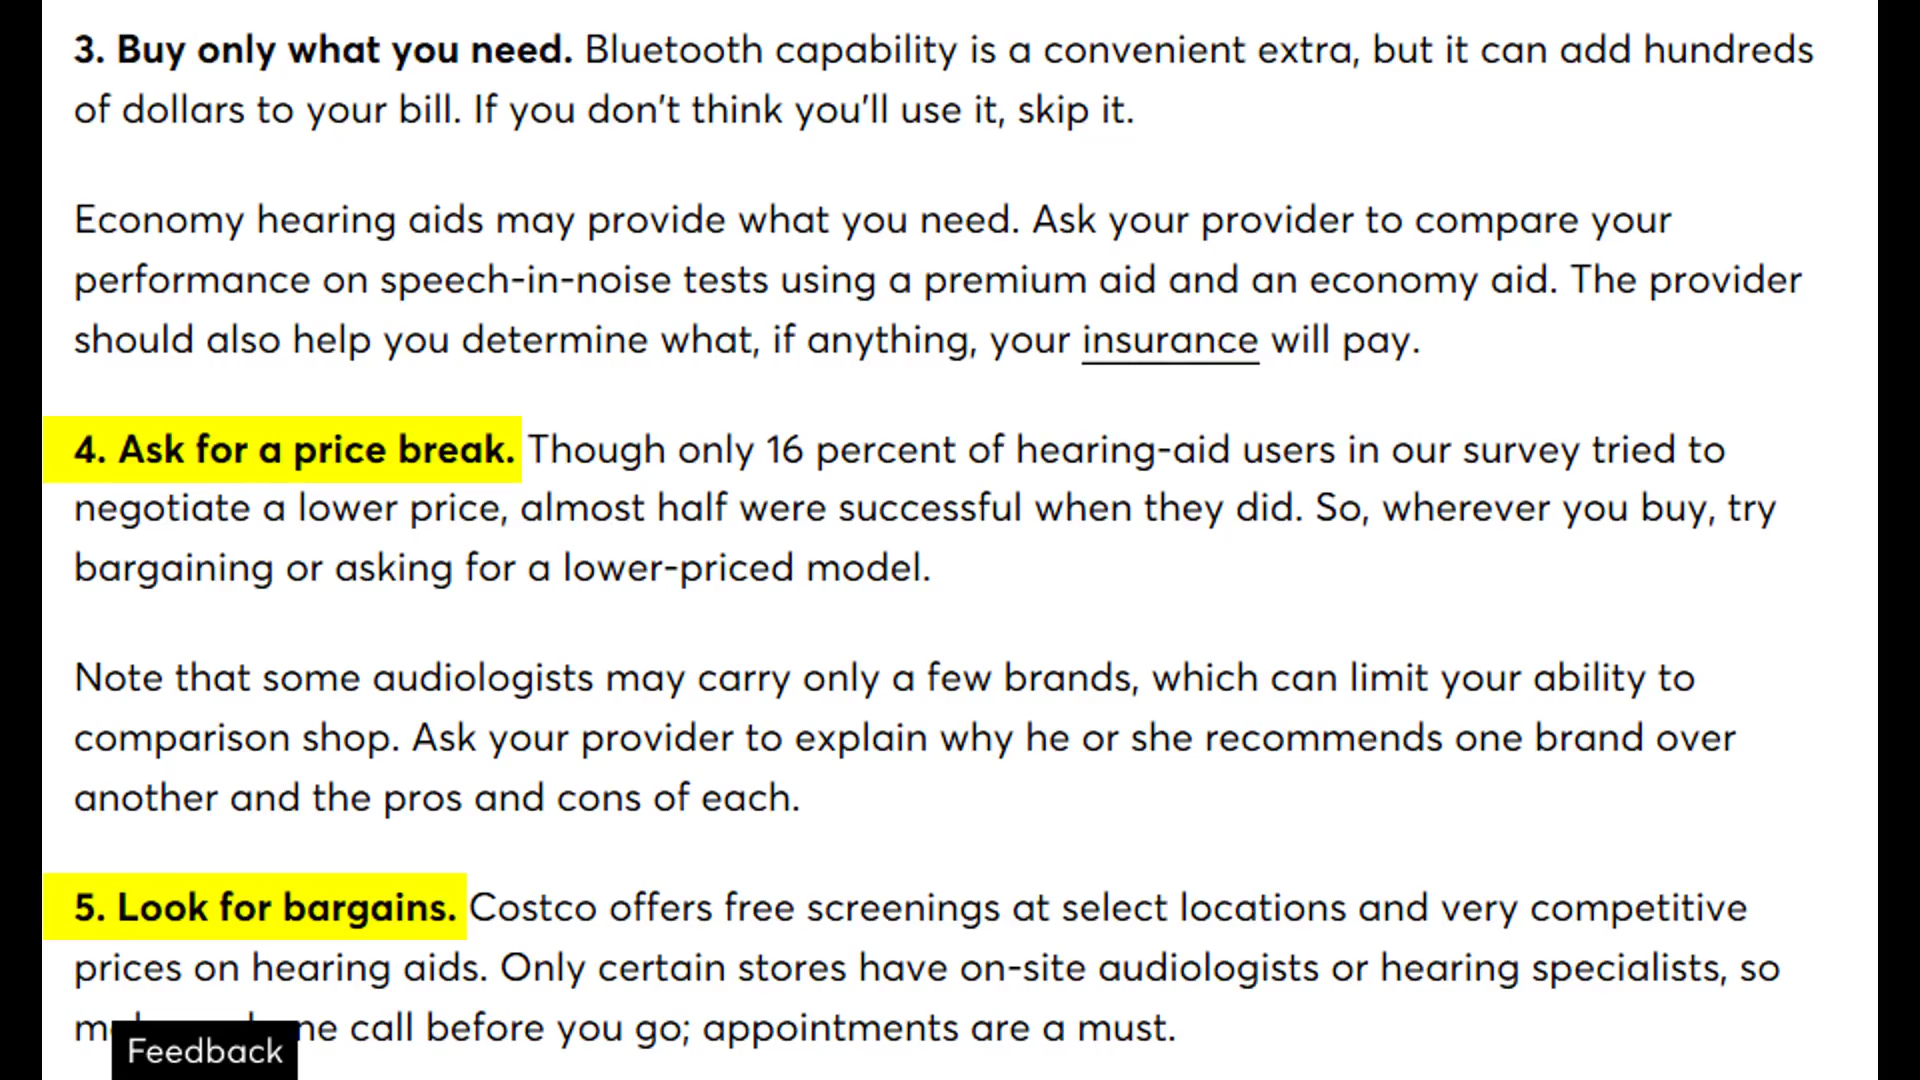 3. Buy only what you need. Bluetooth capability is a convenient extra, but it can add hundreds
of dollars to your bill. If you don't think you'll use it, skip it.
Economy hearing aids may provide what you need. Ask your provider to compare your
performance on speech-in-noise tests using a premium aid and an economy aid. The provider
should also help you determine what, if anything, your insurance will pay.
4. Ask for a price break. Though only 16 percent of hearing-aid users in our survey tried to
negotiate a lower price, almost half were successful when they did. So, wherever you buy, try
bargaining or asking for a lower-priced model.
Note that some audiologists may carry only a few brands, which can limit your ability to
comparison shop. Ask your provider to explain why he or she recommends one brand over
another and the pros and cons of each.
5. Look for bargains. Costco offers free screenings at select locations and very competitive
prices on hearing aids. Only certain stores have on-site audiologists or hearing specialists, so
call before you go; appointments are a must.
Feedback